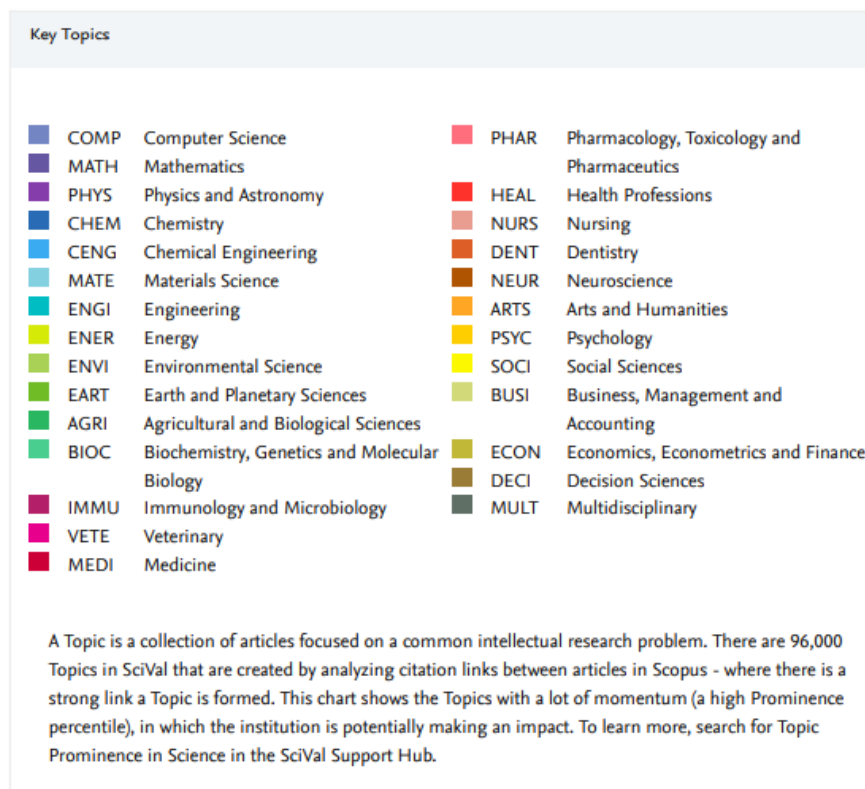 Key Topics
COMP Computer Science
MATH Mathematics
PHYS Physics and Astronomy
CHEM Chemistry
CENG Chemical Engineering
MATE Materials Science
ENGI Engineering
ENER Energy
ENVI Environmental Science
EART Earth and Planetary Sciences
AGRI Agricultural and Biological Sciences
BIOC Biochemistry, Genetics and Molecular
Biology
IMMU Immunology and Microbiology
VETE Veterinary
MEDI Medicine
PHAR Pharmacology, Toxicology and
Pharmaceutics
HEAL Health Professions
NURS Nursing
DENT Dentistry
NEUR Neuroscience
ARTS Arts and Humanities
PSYC Psychology
SOCI Social Sciences
BUSI Business, Management and
Accounting
ECON Economics, Econometrics and Finance
DECI Decision Sciences
MULT Multidisciplinary
A Topic is a collection of articles focused on a common intellectual research problem. There are 96,000
Topics in SciVal that are created by analyzing citation links between articles in Scopus - where there is a
strong link a Topic is formed. This chart shows the Topics with a lot of momentum (a high Prominence
percentile), in which the institution is potentially making an impact. To learn more, search for Topic
Prominence in Science in the SciVal Support Hub.